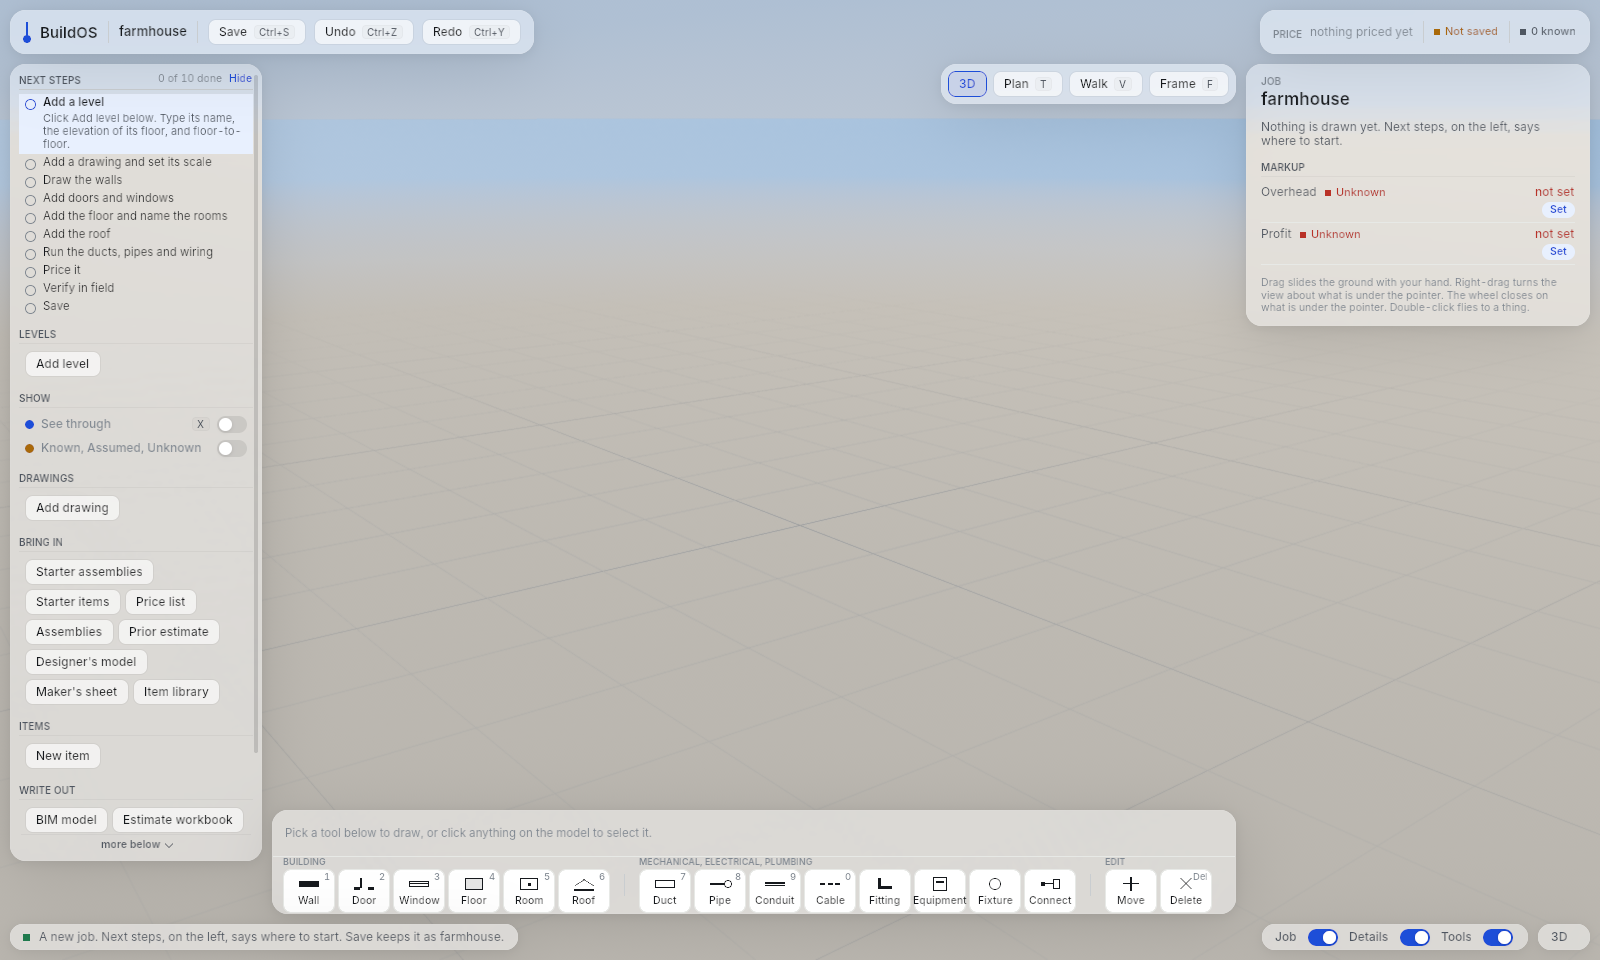 BuildOS farmhouse Save Ctrl+S Undo Ctrl+Z Redo Ctrl+Y
PRICE nothing priced yet Not saved 0 known
NEXT STEPS 0 of 10 done Hide
Add a level
Click Add level below. Type its name,
the elevation of its floor, and floor-to-
floor.
Add a drawing and set its scale
Draw the walls
Add doors and windows
Add the floor and name the rooms
Add the roof
Run the ducts, pipes and wiring
Price it
Verify in field
Save
LEVELS
Add level
SHOW
See through X
Known, Assumed, Unknown
DRAWINGS
Add drawing
BRING IN
Starter assemblies
Starter items Price list
Assemblies Prior estimate
Designer's model
Maker's sheet Item library
ITEMS
New item
WRITE OUT
BIM model Estimate workbook
more below
3D Plan T Walk V Frame F
JOB
farmhouse
Nothing is drawn yet. Next steps, on the left, says
where to start.
MARKUP
Overhead Unknown not set
Set
Profit Unknown not set
Set
Drag slides the ground with your hand. Right-drag turns the
view about what is under the pointer. The wheel closes on
what is under the pointer. Double-click flies to a thing.
Pick a tool below to draw, or click anything on the model to select it.
BUILDING MECHANICAL, ELECTRICAL, PLUMBING EDIT
1 2 3 4 5 6 7 8 9 0 Del
Wall Door Window Floor Room Roof Duct Pipe Conduit Cable Fitting Equipment Fixture Connect Move Delete
A new job. Next steps, on the left, says where to start. Save keeps it as farmhouse.
Job Details Tools 3D